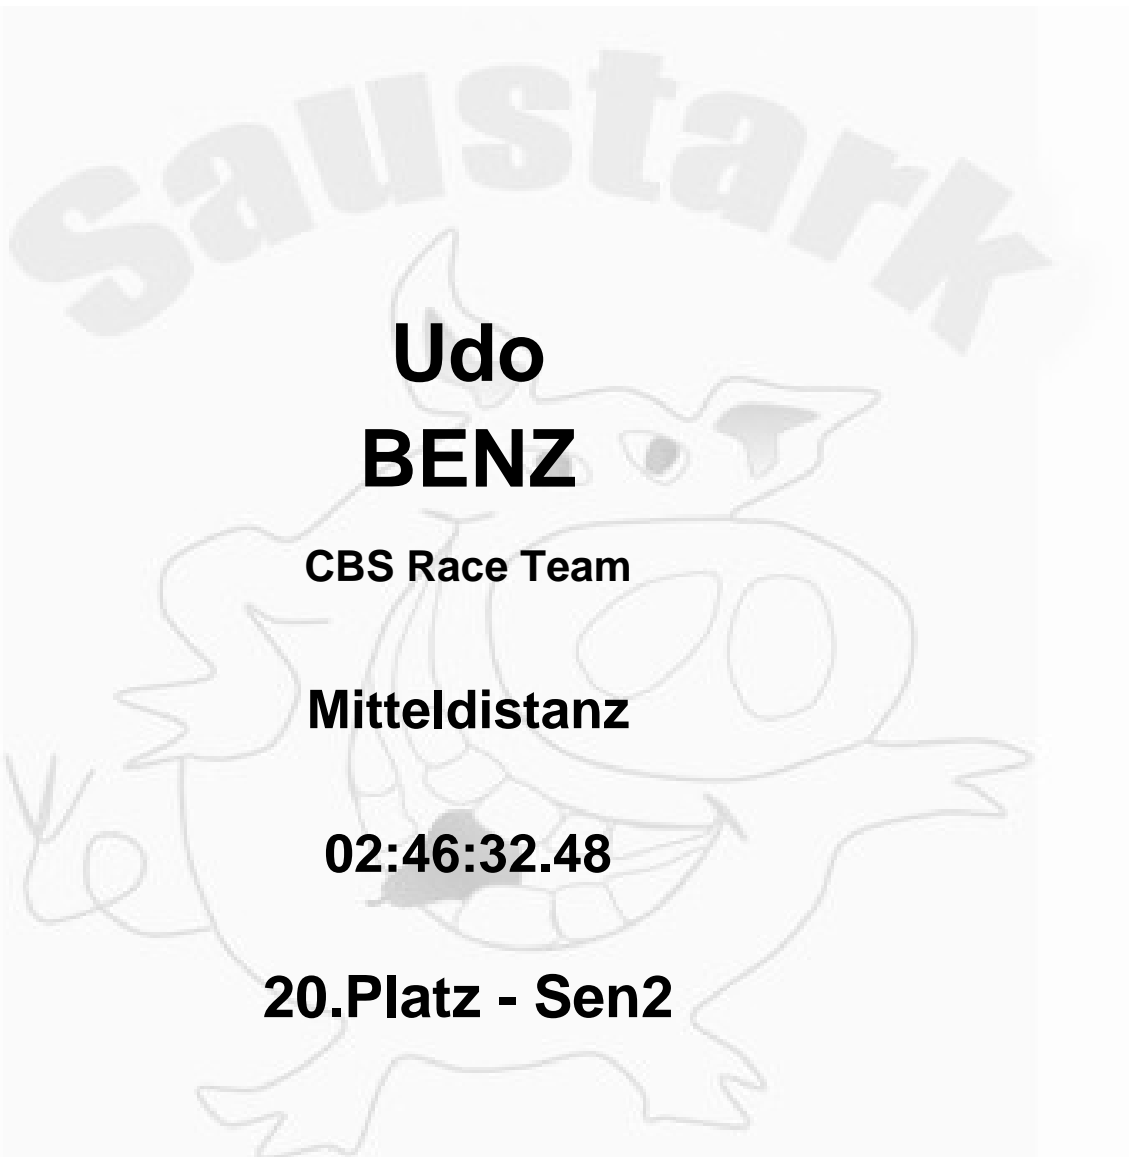 Saustark
Udo
BENZ
CBS Race Team
Mitteldistanz
02:46:32.48
20.Platz - Sen2